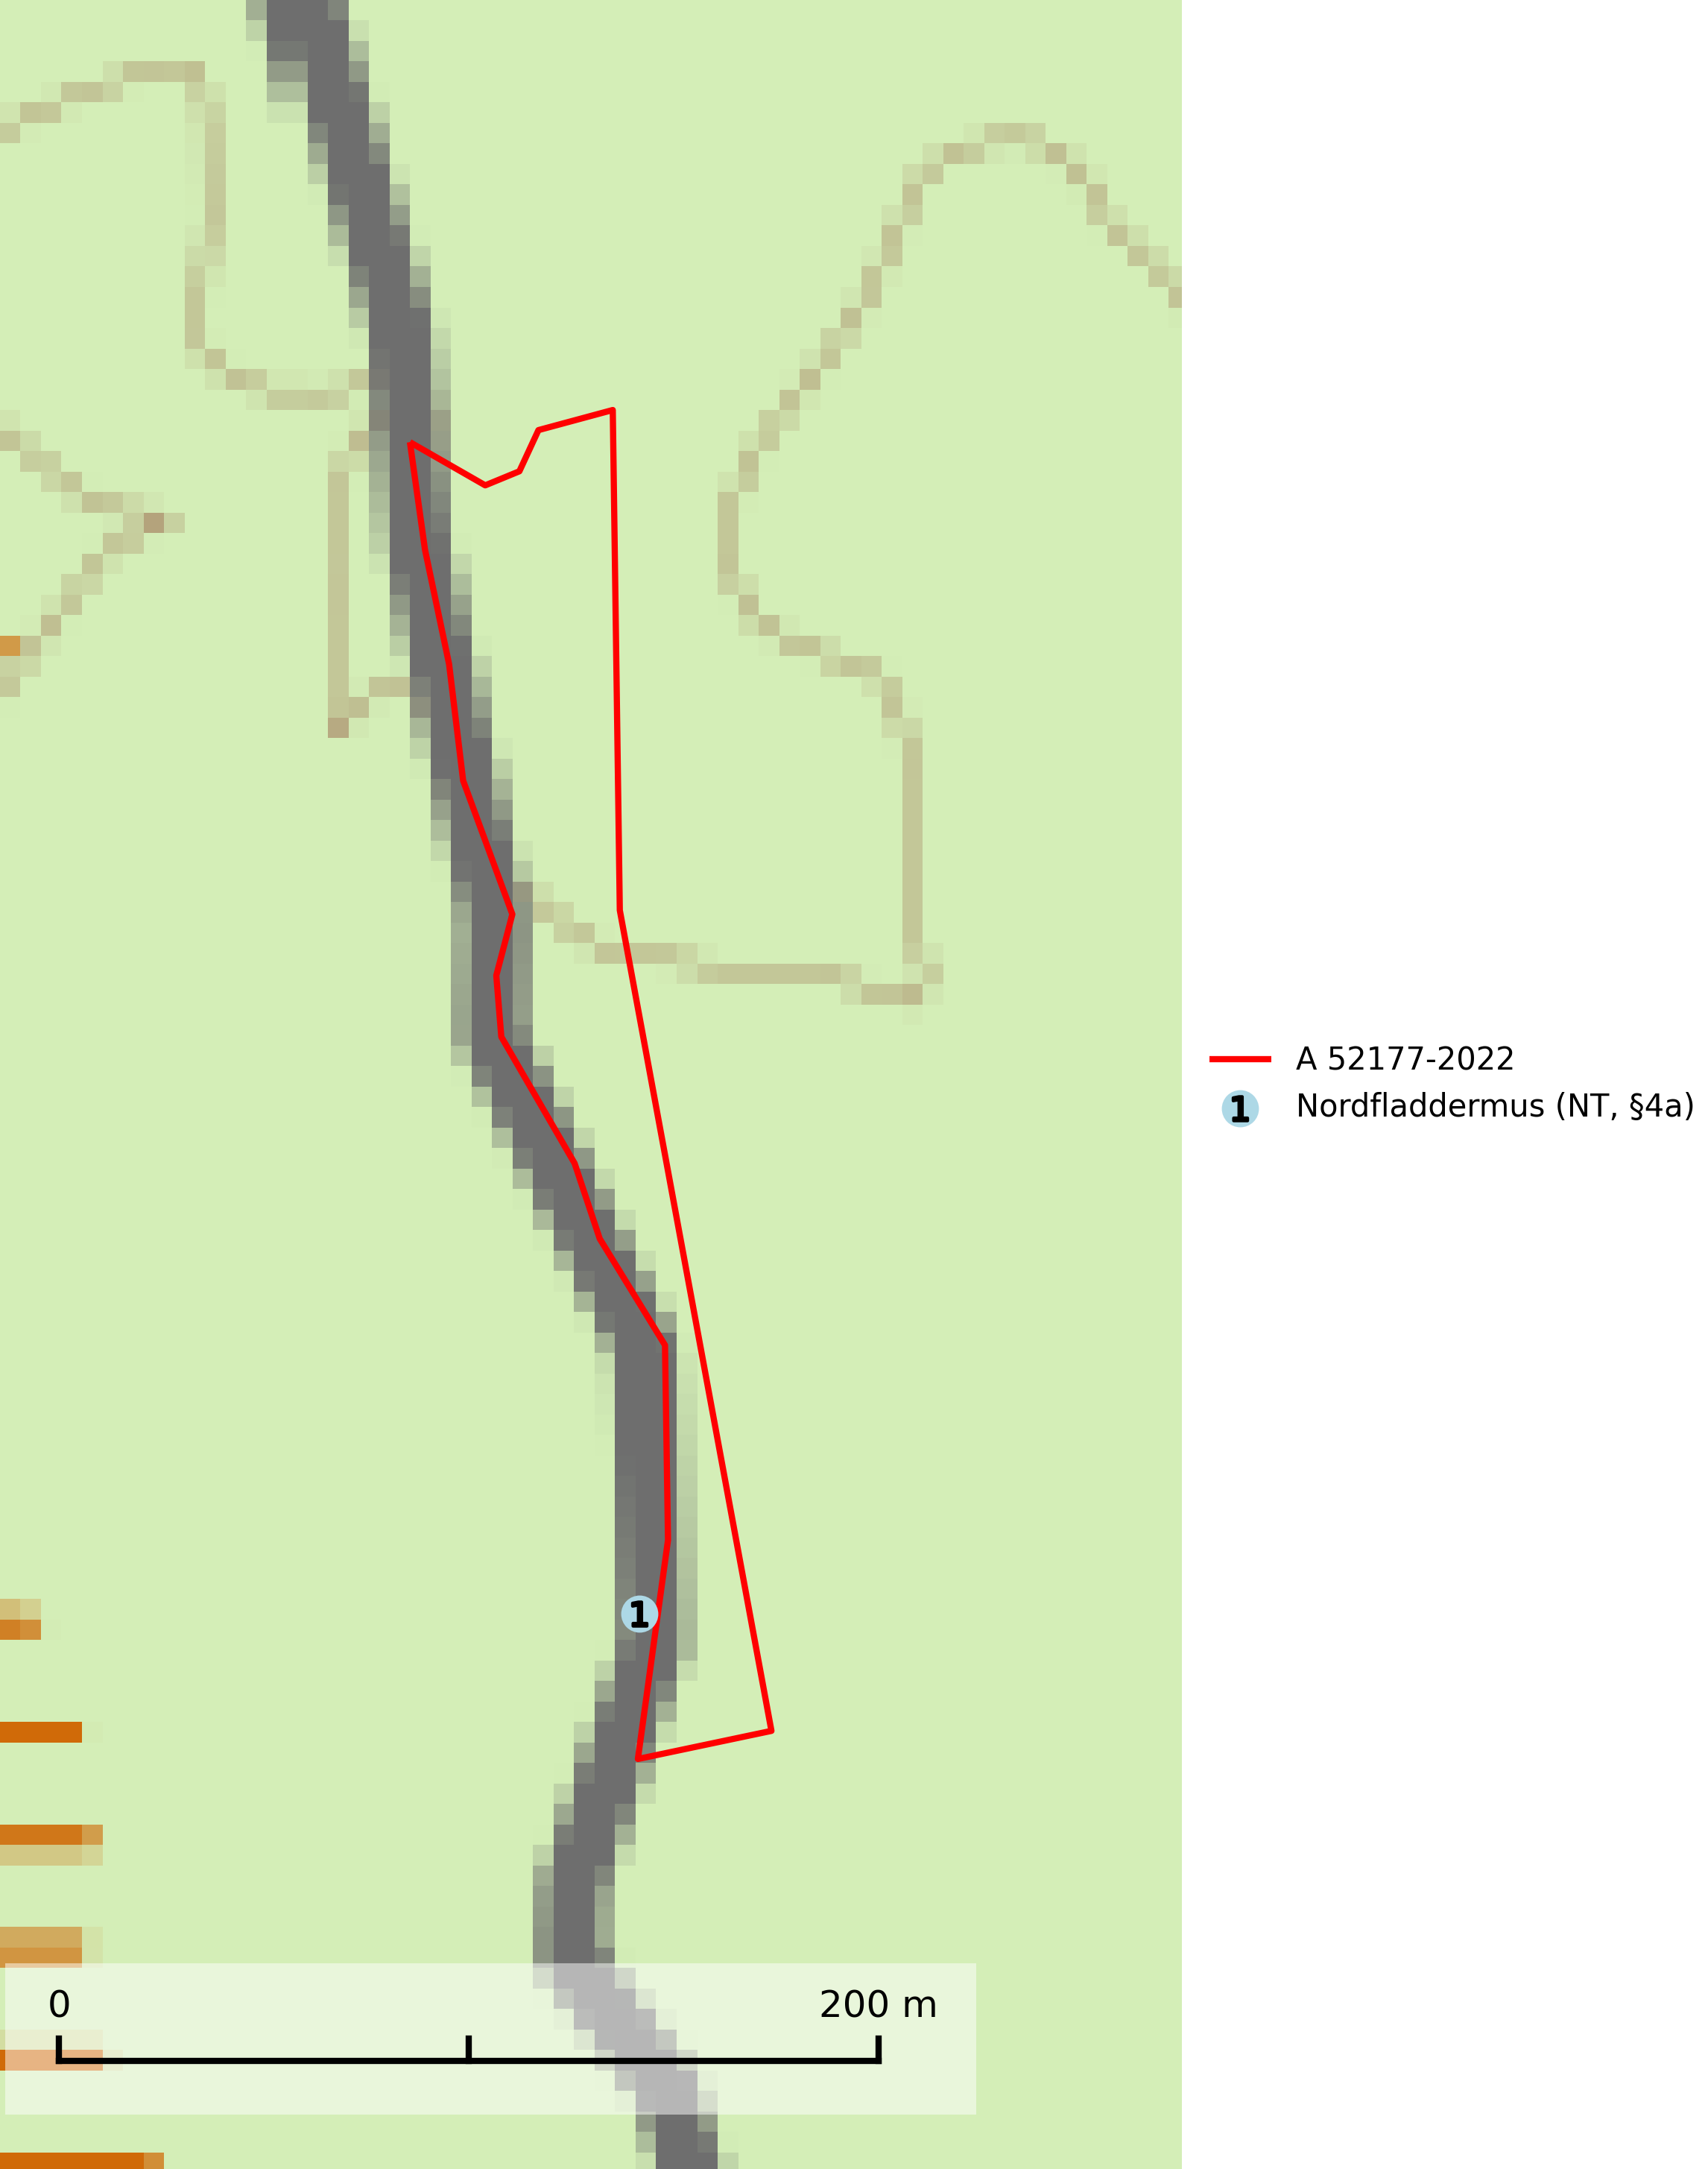 A 52177-2022
1 Nordfladdermus (NT, §4a)
1
0 200 m